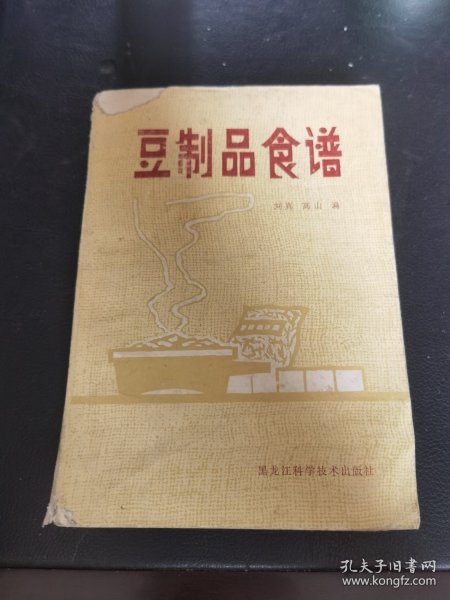 豆制品食谱
刘真 高山 编
黑龙江科学技术出版社
孔夫子旧书网
www.kongfz.com